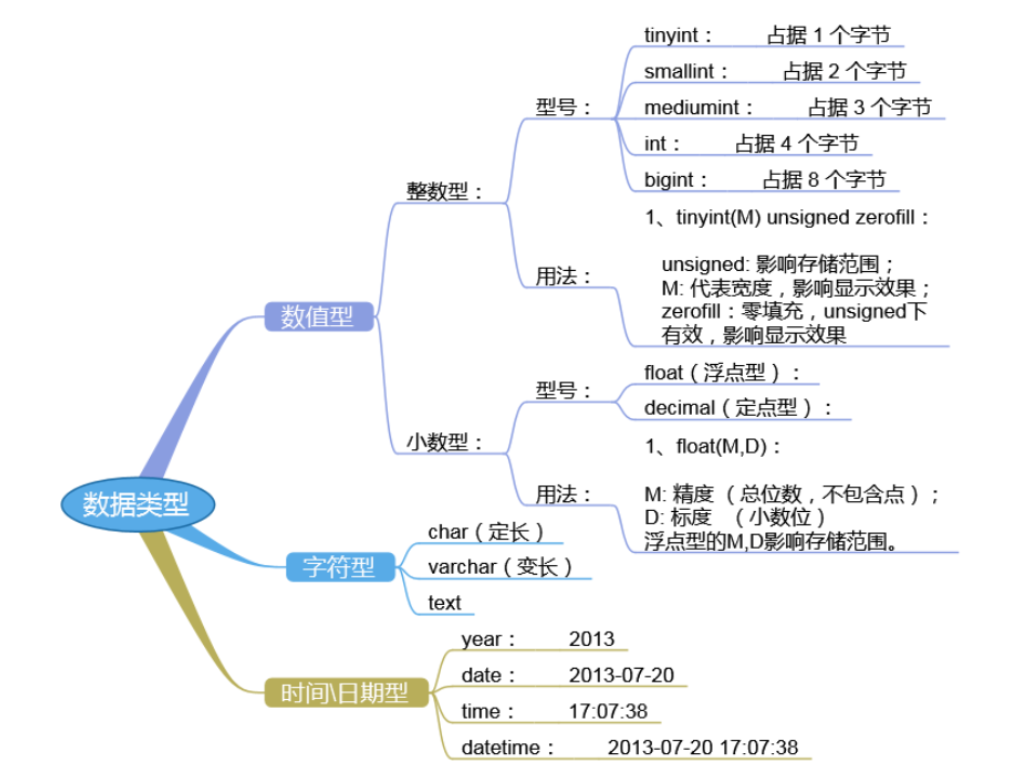 数据类型
数值型
整数型：
型号：
tinyint： 占据 1 个字节
smallint： 占据 2 个字节
mediumint： 占据 3 个字节
int： 占据 4 个字节
bigint： 占据 8 个字节
用法：
1、tinyint(M) unsigned zerofill：
unsigned: 影响存储范围；
M: 代表宽度，影响显示效果；
zerofill：零填充，unsigned下
有效，影响显示效果
小数型：
型号：
float（浮点型）：
decimal（定点型）：
用法：
1、float(M,D)：
M: 精度 （总位数，不包含点）；
D: 标度 （小数位）
浮点型的M,D影响存储范围。
字符型
char（定长）
varchar（变长）
text
时间\日期型
year： 2013
date： 2013-07-20
time： 17:07:38
datetime： 2013-07-20 17:07:38